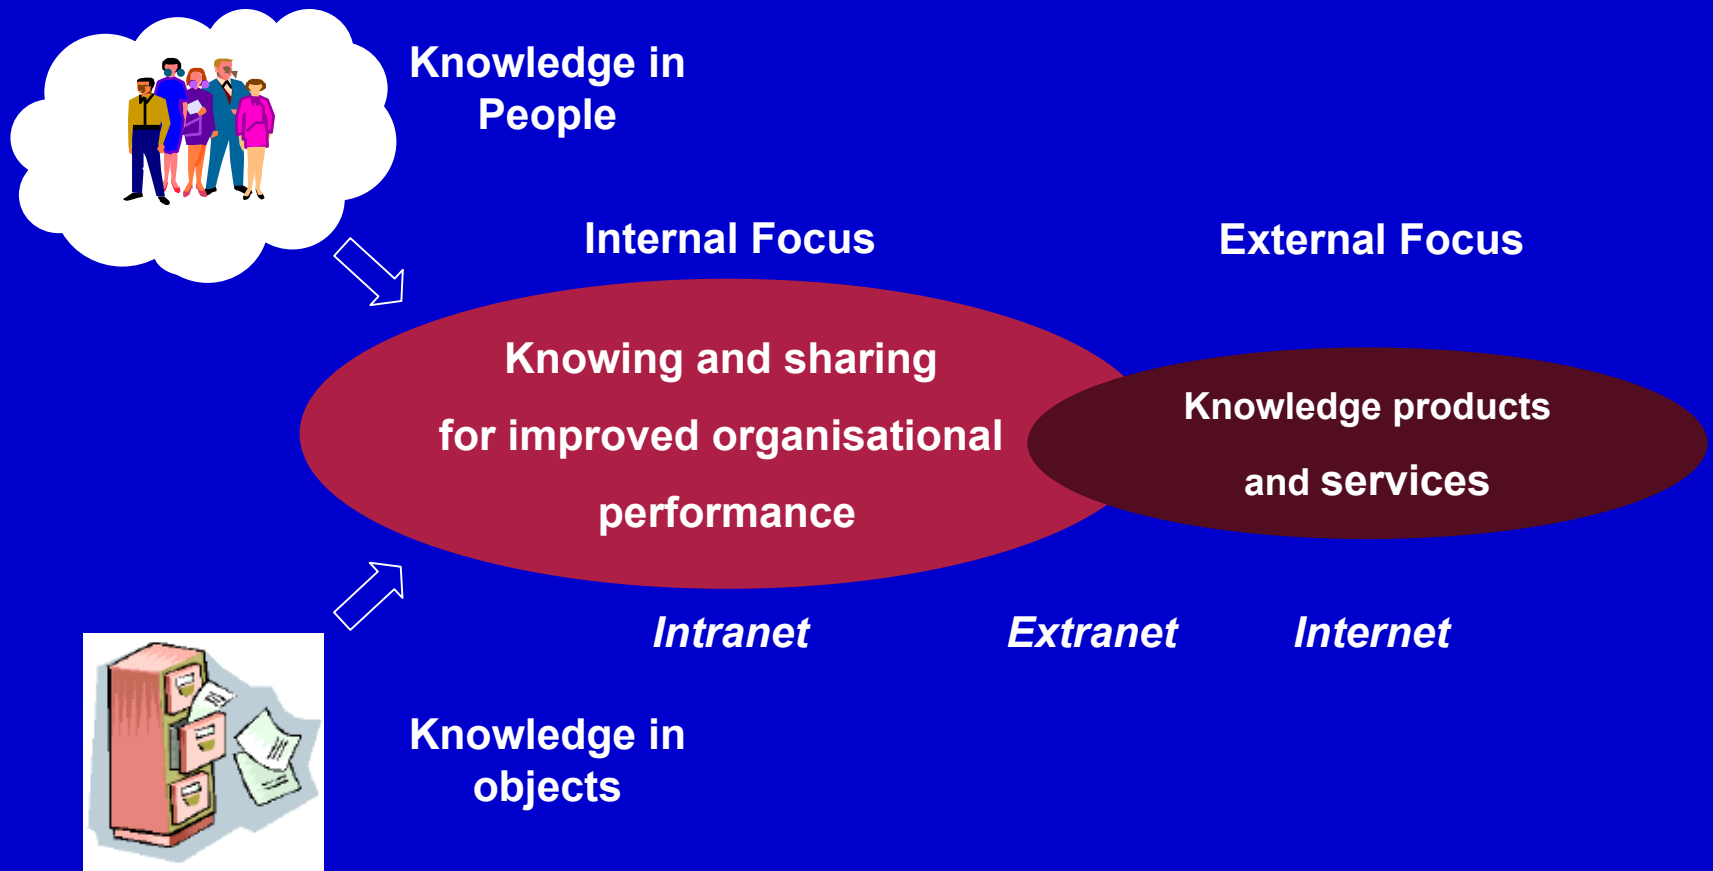 Knowledge in
People
Internal Focus
External Focus
Knowing and sharing
for improved organisational
performance
Knowledge products
and services
Intranet
Extranet
Internet
Knowledge in
objects